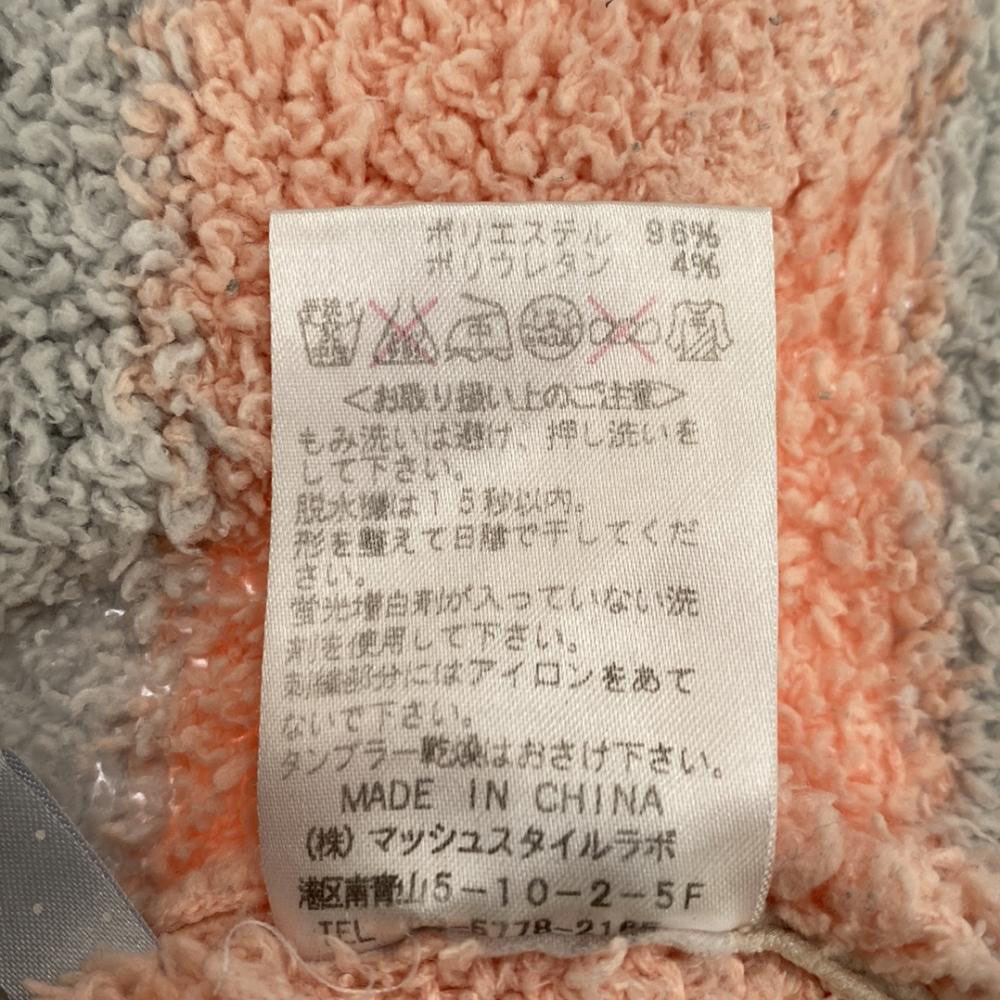 ポリエステル 96%
ポリウレタン 4%
<お取り扱い上のご注意>
もみ洗いは避け、押し洗いを
して下さい。
脱水機は15秒以内。
形を整えて日陰で干してくだ
さい。
蛍光増白剤が入っていない洗
剤を使用して下さい。
刺繍部分にはアイロンをあて
ないで下さい。
タンブラー乾燥はおさけ下さい。
MADE IN CHINA
(株)マッシュスタイルラボ
港区南青山5-10-2-5F
TEL